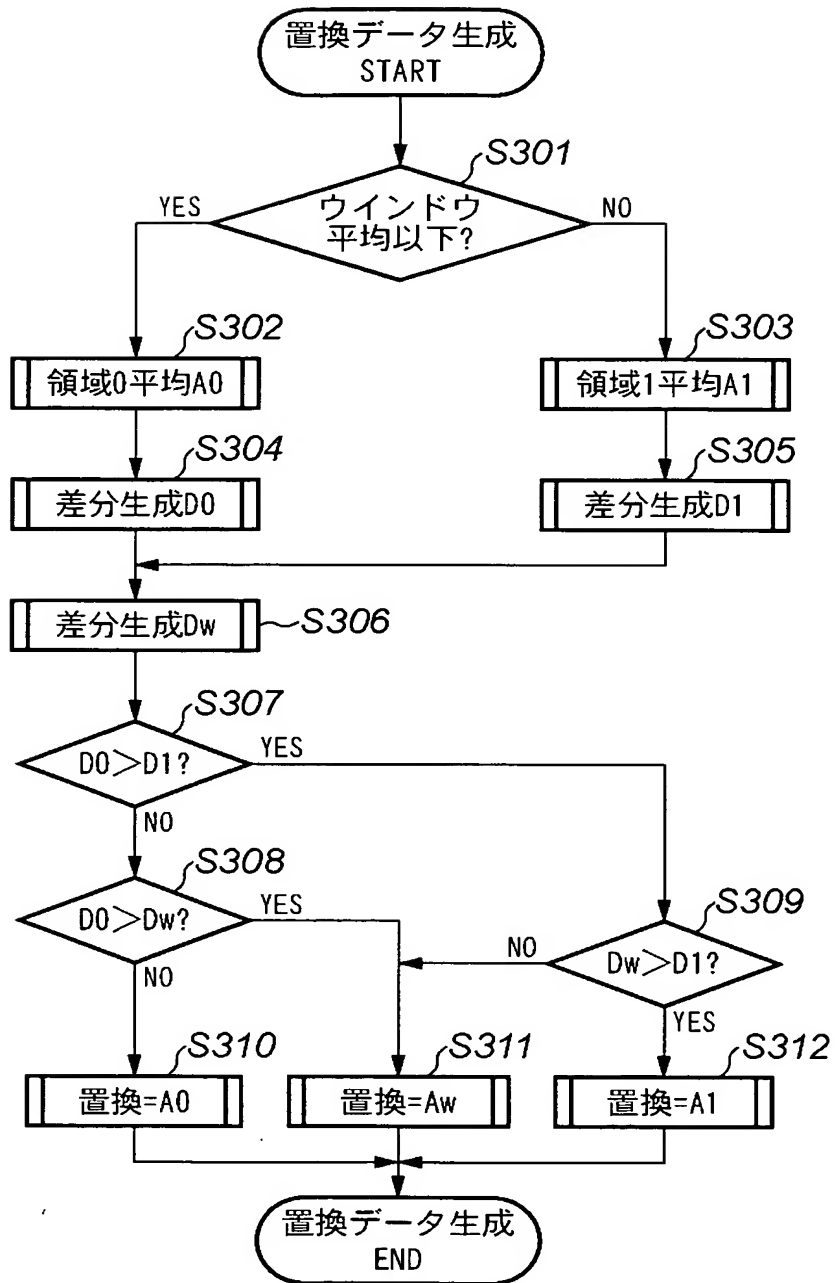 置換データ生成
START
S301
ウインドウ
平均以下?
YES
NO
S302
領域0平均A0
S303
領域1平均A1
S304
差分生成D0
S305
差分生成D1
差分生成Dw
S306
S307
D0＞D1?
YES
NO
S308
D0＞Dw?
YES
NO
S309
Dw＞D1?
NO
YES
S310
置換=A0
S311
置換=Aw
S312
置換=A1
置換データ生成
END